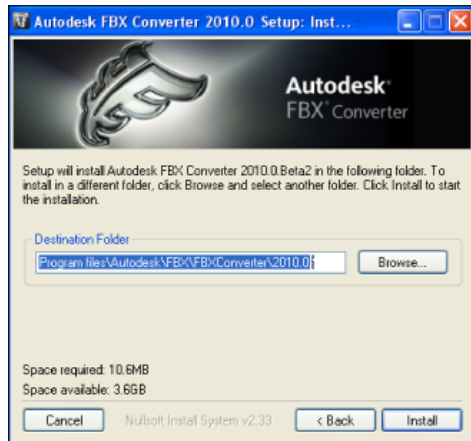 Autodesk FBX Converter 2010.0 Setup: Inst...
Autodesk®
FBX® Converter
Setup will install Autodesk FBX Converter 2010.0.Beta2 in the following folder. To
install in a different folder, click Browse and select another folder. Click Install to start
the installation.
Destination Folder
Program files\Autodesk\FBX\FBXConverter\2010.0
Browse...
Space required: 10.6MB
Space available: 3.6GB
Cancel
Nullsoft Install System v2.33
< Back
Install